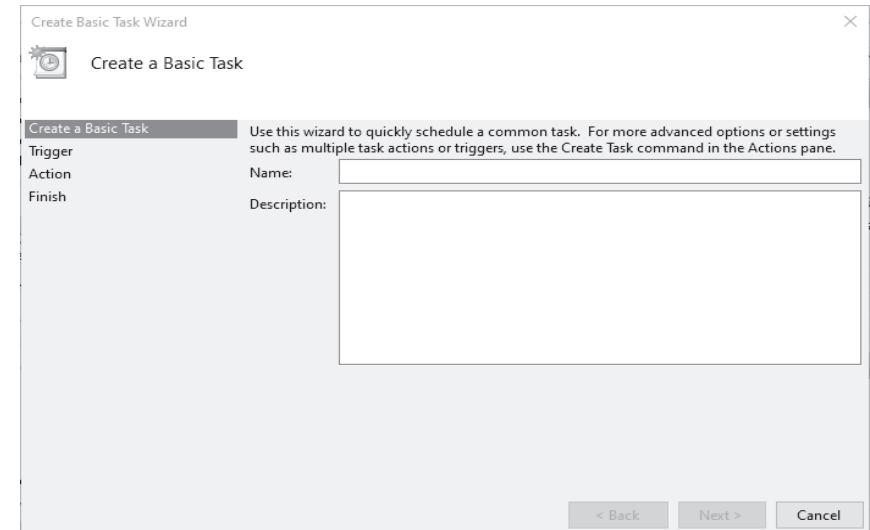 Create Basic Task Wizard
Create a Basic Task
Create a Basic Task
Use this wizard to quickly schedule a common task. For more advanced options or settings
such as multiple task actions or triggers, use the Create Task command in the Actions pane.
Trigger
Action
Finish
Name:
Description:
< Back
Next >
Cancel